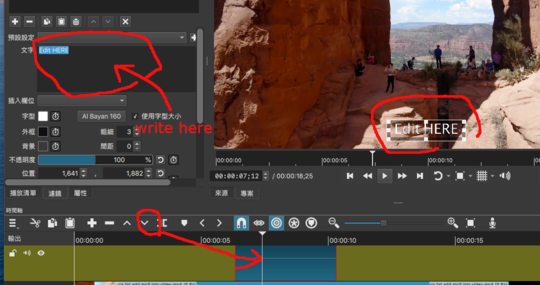 預設設定
文字 Edit HERE
write here
插入欄位
字型 Al Bayan 160 使用字型大小
外框 粗細 3
背景 間距 0
不透明度 100 %
位置 1,641 , 1,882
播放清單 濾鏡 屬性
Edit HERE
00:00:00 00:00:05 00:00:10
00:00:07;12 / 00:00:18;25
來源 專案
時間軸
輸出
00:00:00 00:00:05 00:00:10 00:00:15